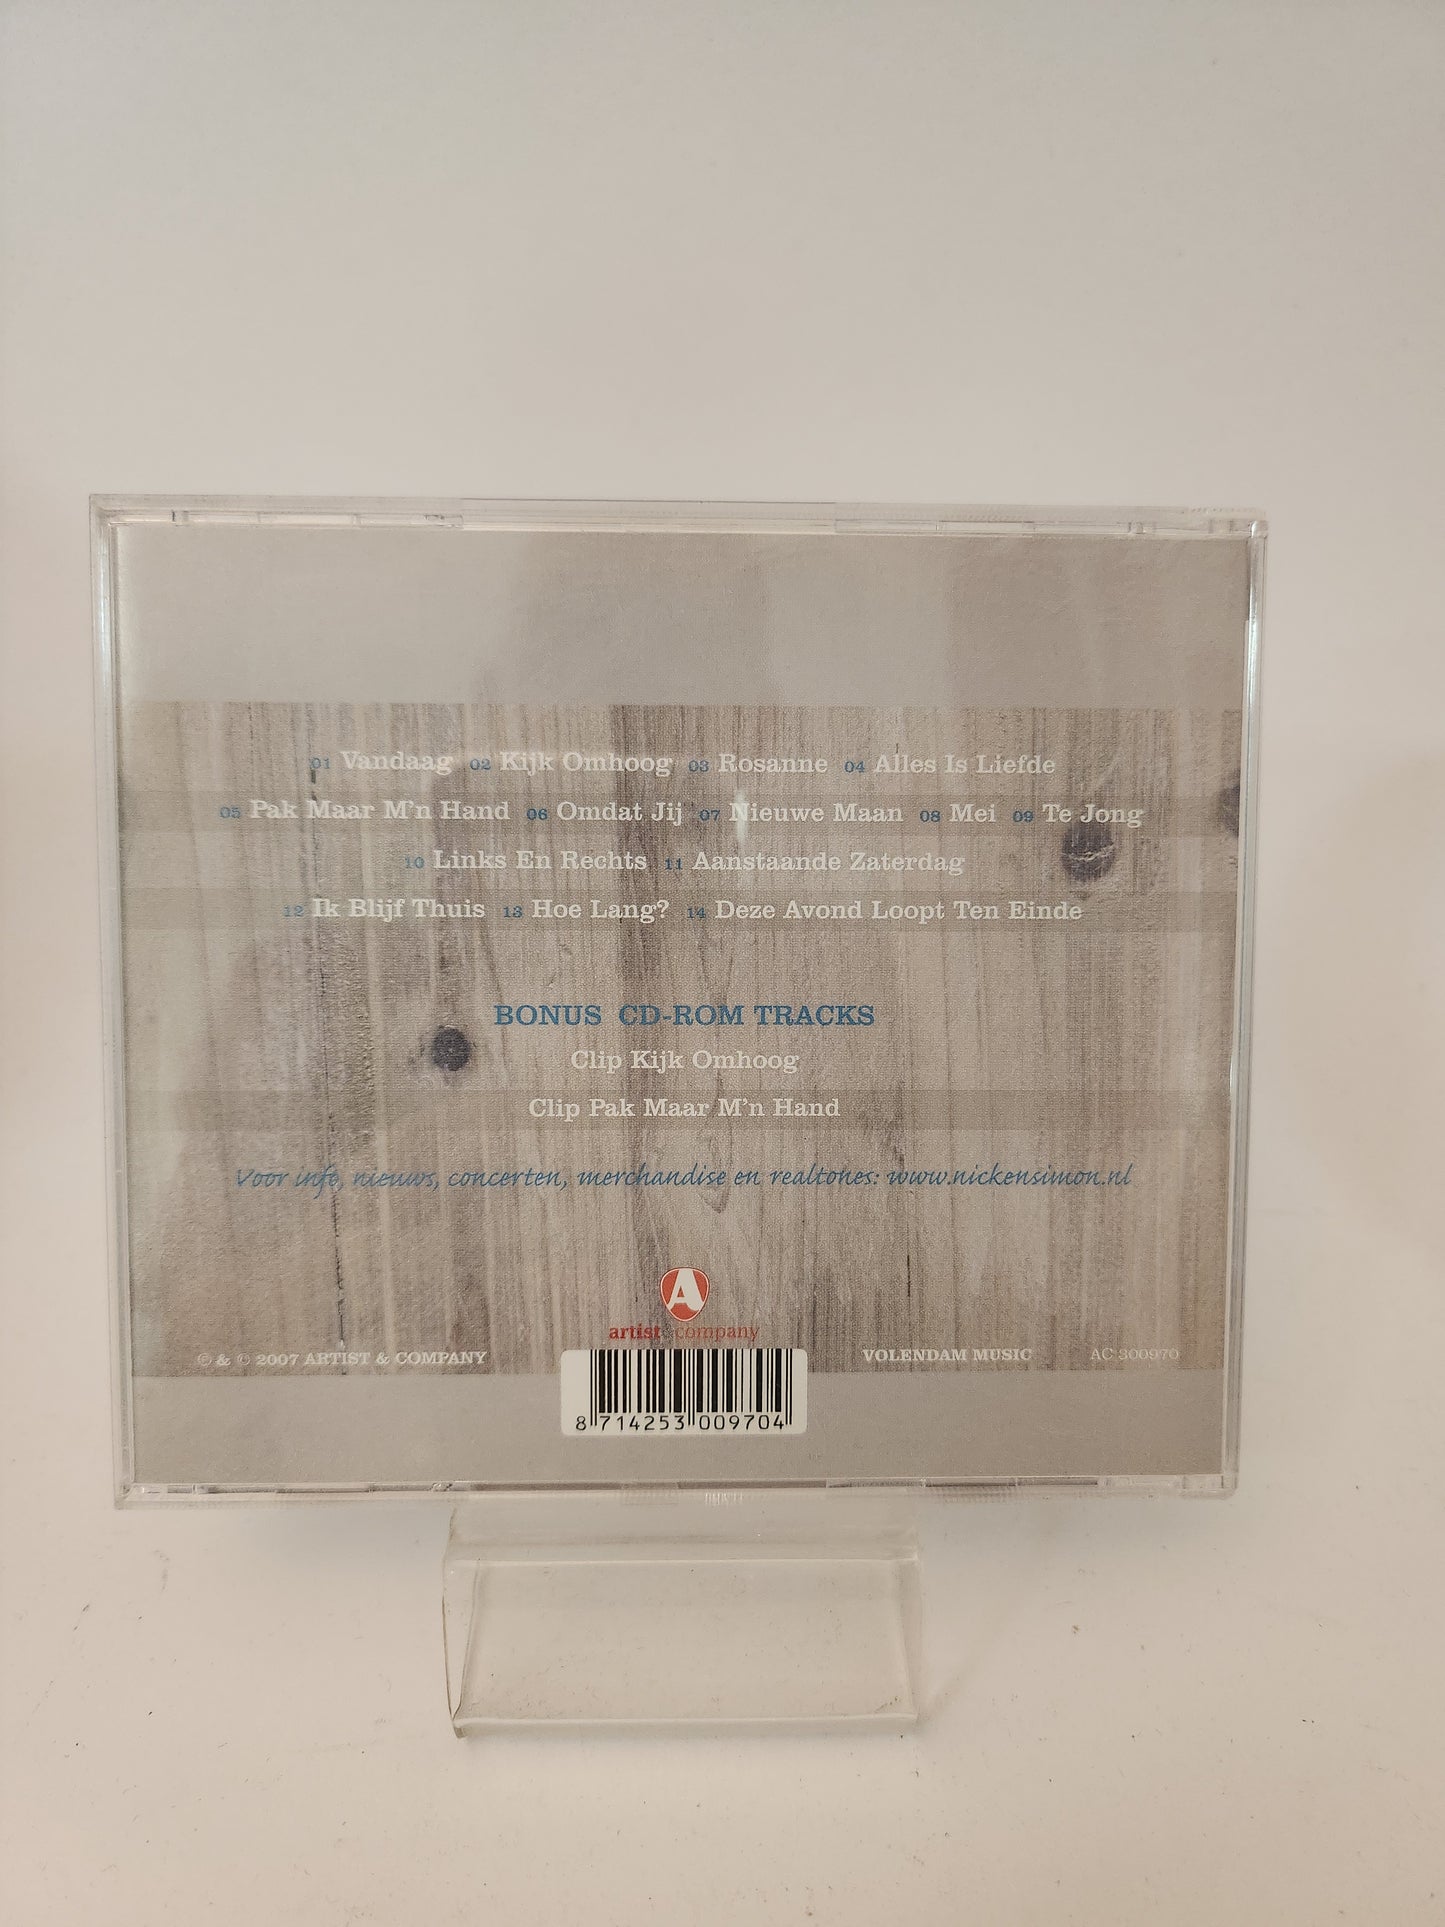 01 Vandaag 02 Kijk Omhoog 03 Rosanne 04 Alles Is Liefde
05 Pak Maar M'n Hand 06 Omdat Jij 07 Nieuwe Maan 08 Mei 09 Te Jong
10 Links En Rechts 11 Aanstaande Zaterdag
12 Ik Blijf Thuis 13 Hoe Lang? 14 Deze Avond Loopt Ten Einde
BONUS CD-ROM TRACKS
Clip Kijk Omhoog
Clip Pak Maar M'n Hand
Voor info, nieuws, concerten, merchandise en realtones: www.nickensimon.nl
A
artist & company
℗ & © 2007 ARTIST & COMPANY
VOLENDAM MUSIC
AC 300970
8 714253 009704